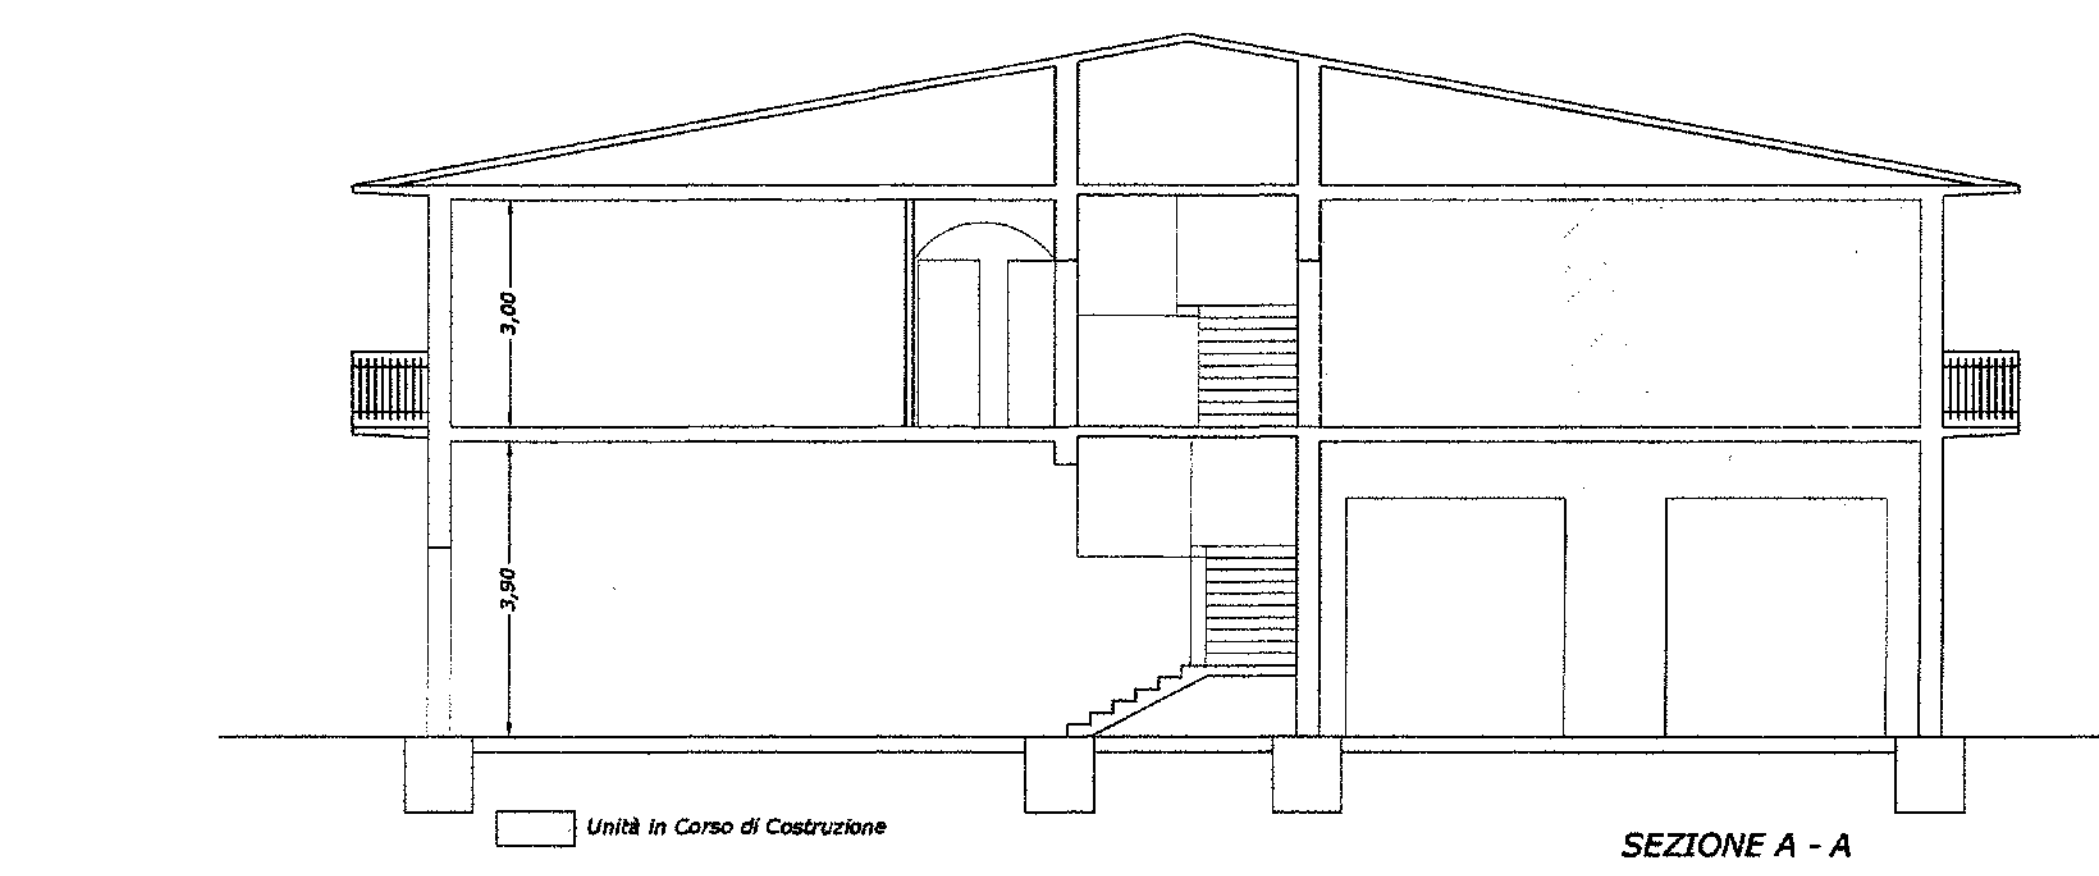 3,00
3,90
Unità in Corso di Costruzione
SEZIONE A - A